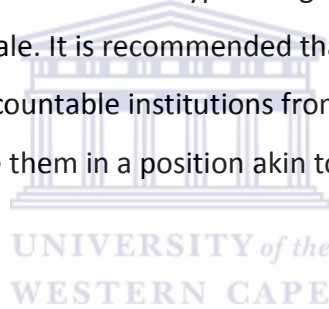 ale. It is recommended tha
countable institutions from
them in a position akin to
UNIVERSITY of the
WESTERN CAPE